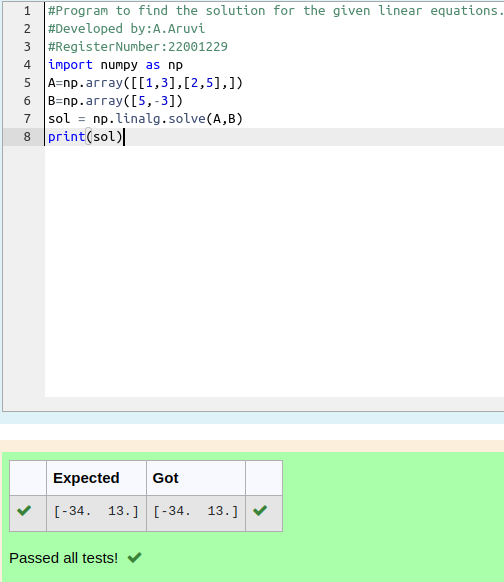 1 #Program to find the solution for the given linear equations.
2 #Developed by:A.Aruvi
3 #RegisterNumber:22001229
4 import numpy as np
5 A=np.array([[1,3],[2,5],])
6 B=np.array([5,-3])
7 sol = np.linalg.solve(A,B)
8 print(sol)
Expected Got
[-34. 13.] [-34. 13.]
Passed all tests!